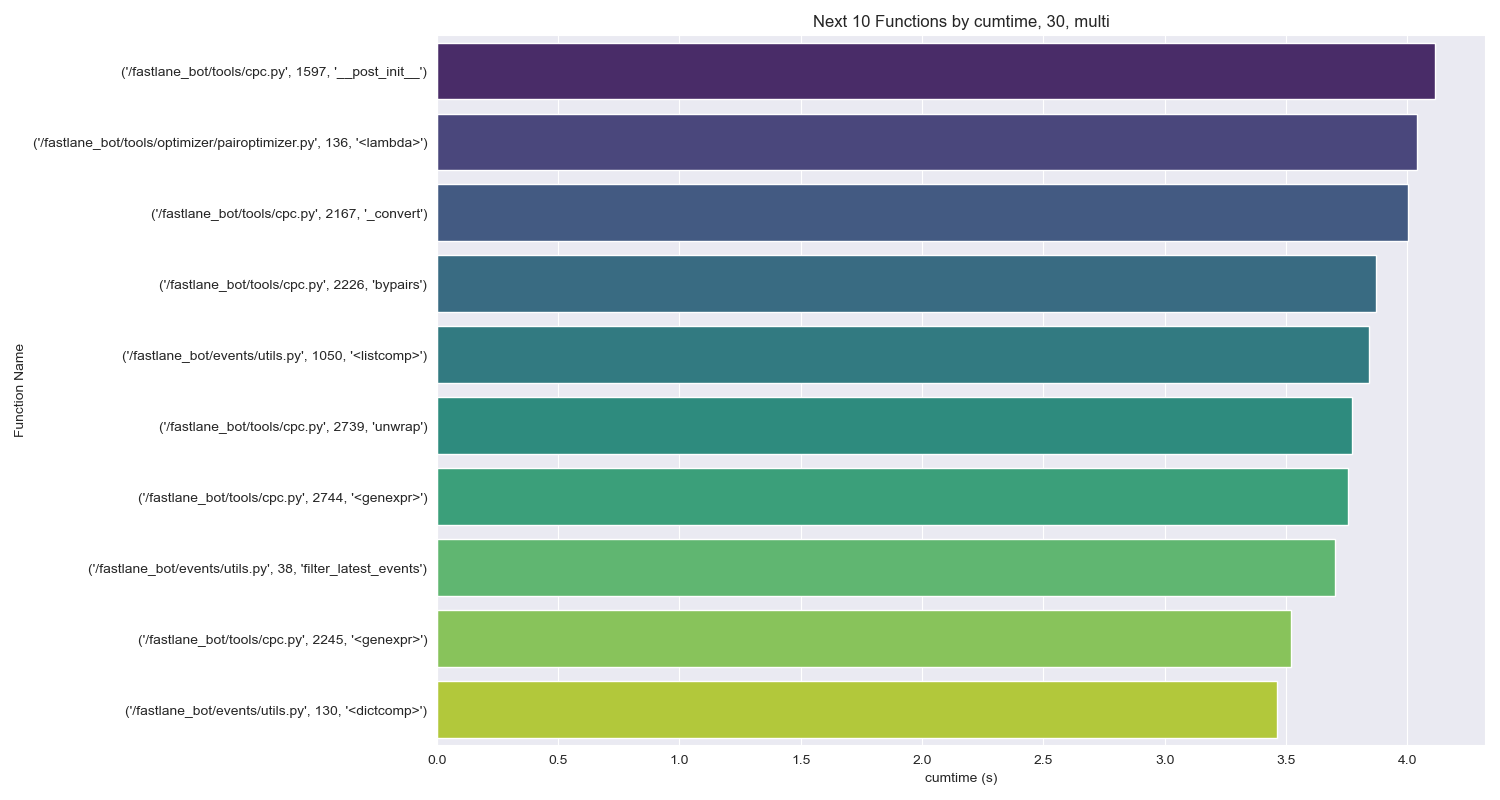 Next 10 Functions by cumtime, 30, multi
('/fastlane_bot/tools/cpc.py', 1597, '__post_init__')
('/fastlane_bot/tools/optimizer/pairoptimizer.py', 136, '<lambda>')
('/fastlane_bot/tools/cpc.py', 2167, '_convert')
('/fastlane_bot/tools/cpc.py', 2226, 'bypairs')
('/fastlane_bot/events/utils.py', 1050, '<listcomp>')
('/fastlane_bot/tools/cpc.py', 2739, 'unwrap')
('/fastlane_bot/tools/cpc.py', 2744, '<genexpr>')
('/fastlane_bot/events/utils.py', 38, 'filter_latest_events')
('/fastlane_bot/tools/cpc.py', 2245, '<genexpr>')
('/fastlane_bot/events/utils.py', 130, '<dictcomp>')
Function Name
0.0 0.5 1.0 1.5 2.0 2.5 3.0 3.5 4.0
cumtime (s)